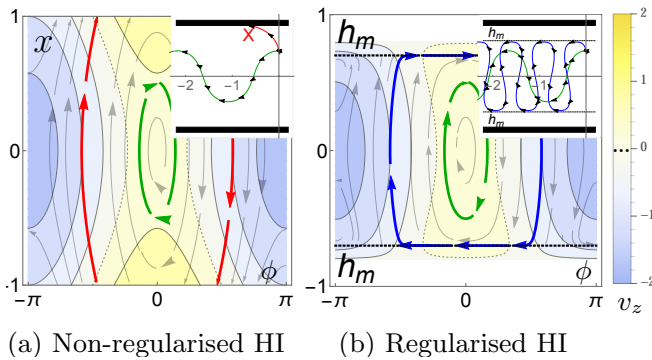 x
1
0
-1
-π
0
π
ϕ
X
-2
-1
(a) Non-regularised HI
h_m
h_m
1
0
-1
-π
0
π
ϕ
h_m
h_m
-2
-1
(b) Regularised HI
2
1
0
-1
-2
v_z